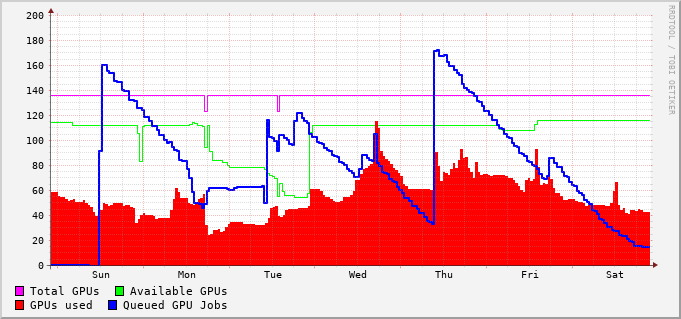 200
180
160
140
120
100
80
60
40
20
0
Sun Mon Tue Wed Thu Fri Sat
Total GPUs Available GPUs
GPUs used Queued GPU Jobs
RRDTOOL / TOBI OETIKER